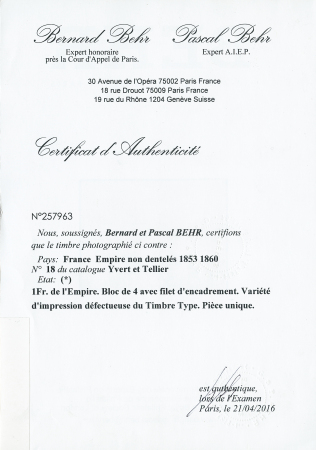 Bernard Behr Pascal Behr
Expert honoraire Expert A.I.E.P.
près la Cour d'Appel de Paris.
30 Avenue de l'Opéra 75002 Paris France
18 rue Drouot 75009 Paris France
19 rue du Rhône 1204 Genève Suisse
Certificat d'Authenticité
N°257963
Nous, soussignés, Bernard et Pascal BEHR, certifions
que le timbre photographié ci contre :
Pays: France Empire non dentelés 1853 1860
N° 18 du catalogue Yvert et Tellier
Etat: (*)
1Fr. de l'Empire. Bloc de 4 avec filet d'encadrement. Variété
d'impression défectueuse du Timbre Type. Pièce unique.
est authentique,
lors de l'Examen
Paris, le 21/04/2016